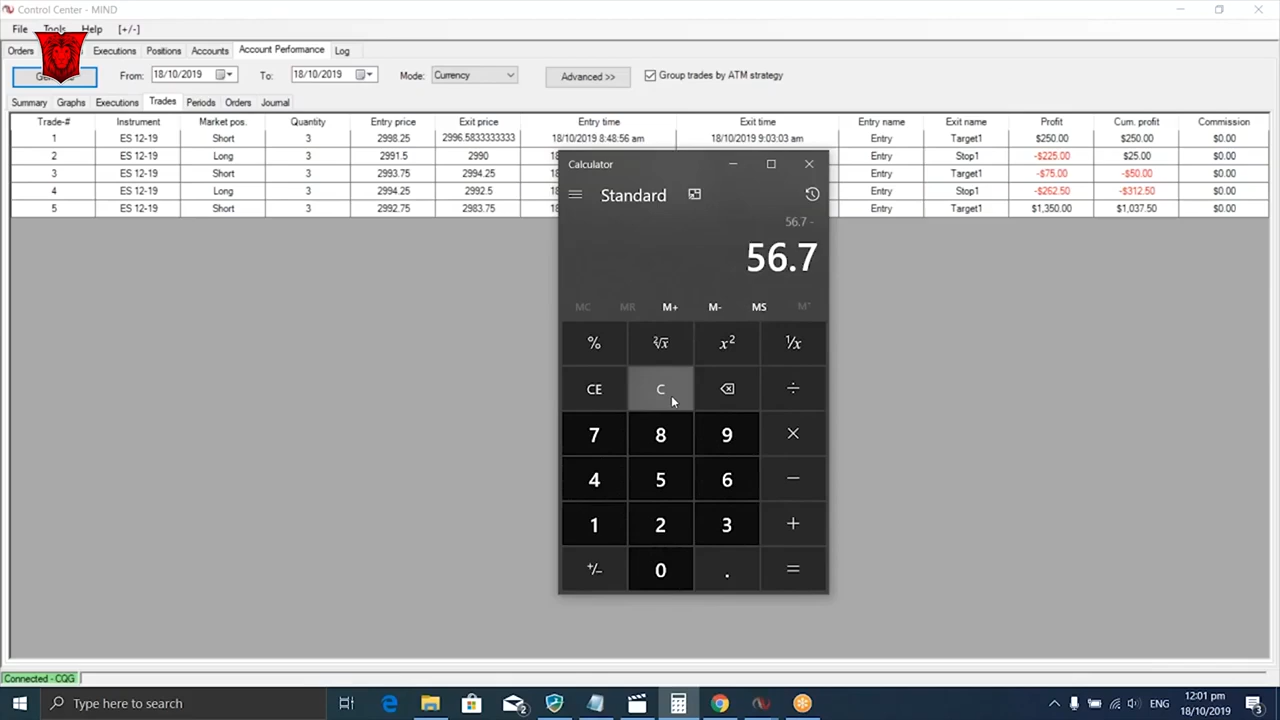 Control Center - MIND
File Tools Help [+/-]
Orders Executions Positions Accounts Account Performance Log
From: 18/10/2019 To: 18/10/2019 Mode: Currency Advanced >> Group trades by ATM strategy
Summary Graphs Executions Trades Periods Orders Journal
Trade-# Instrument Market pos. Quantity Entry price Exit price Entry time Exit time Entry name Exit name Profit Cum. profit Commission
1 ES 12-19 Short 3 2998.25 2996.5833333333 18/10/2019 8:48:56 am 18/10/2019 9:03:03 am Entry Target1 $250.00 $250.00 $0.00
2 ES 12-19 Long 3 2991.5 2990 Entry Stop1 -$225.00 $25.00 $0.00
3 ES 12-19 Short 3 2993.75 2994.25 Entry Target1 -$75.00 -$50.00 $0.00
4 ES 12-19 Long 3 2994.25 2992.5 Entry Stop1 -$262.50 -$312.50 $0.00
5 ES 12-19 Short 3 2992.75 2983.75 Entry Target1 $1,350.00 $1,037.50 $0.00
Calculator
Standard
56.7 -
56.7
MC MR M+ M- MS M˅
% ²√x x² ¹/x
CE C ÷
7 8 9 ×
4 5 6 −
1 2 3 +
+/- 0 . =
Connected - CQG
Type here to search
2
ENG
12:01 pm
18/10/2019
3